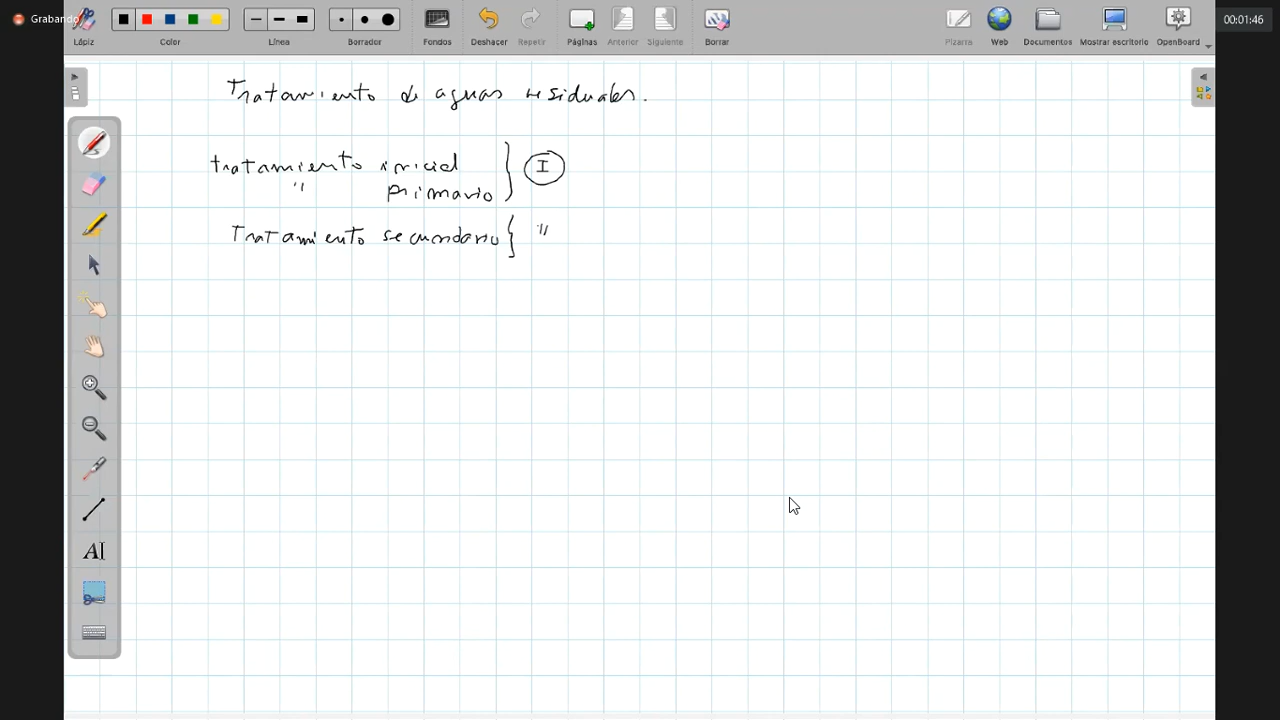 Grabando
00:01:46
Lápiz
Color
Línea
Borrador
Fondos
Deshacer
Repetir
Páginas
Anterior
Siguiente
Borrar
Pizarra
Web
Documentos
Mostrar escritorio
OpenBoard
Tratamiento de aguas residuales.
tratamiento inicial } I
" primario
Tratamiento secundario { "
AI